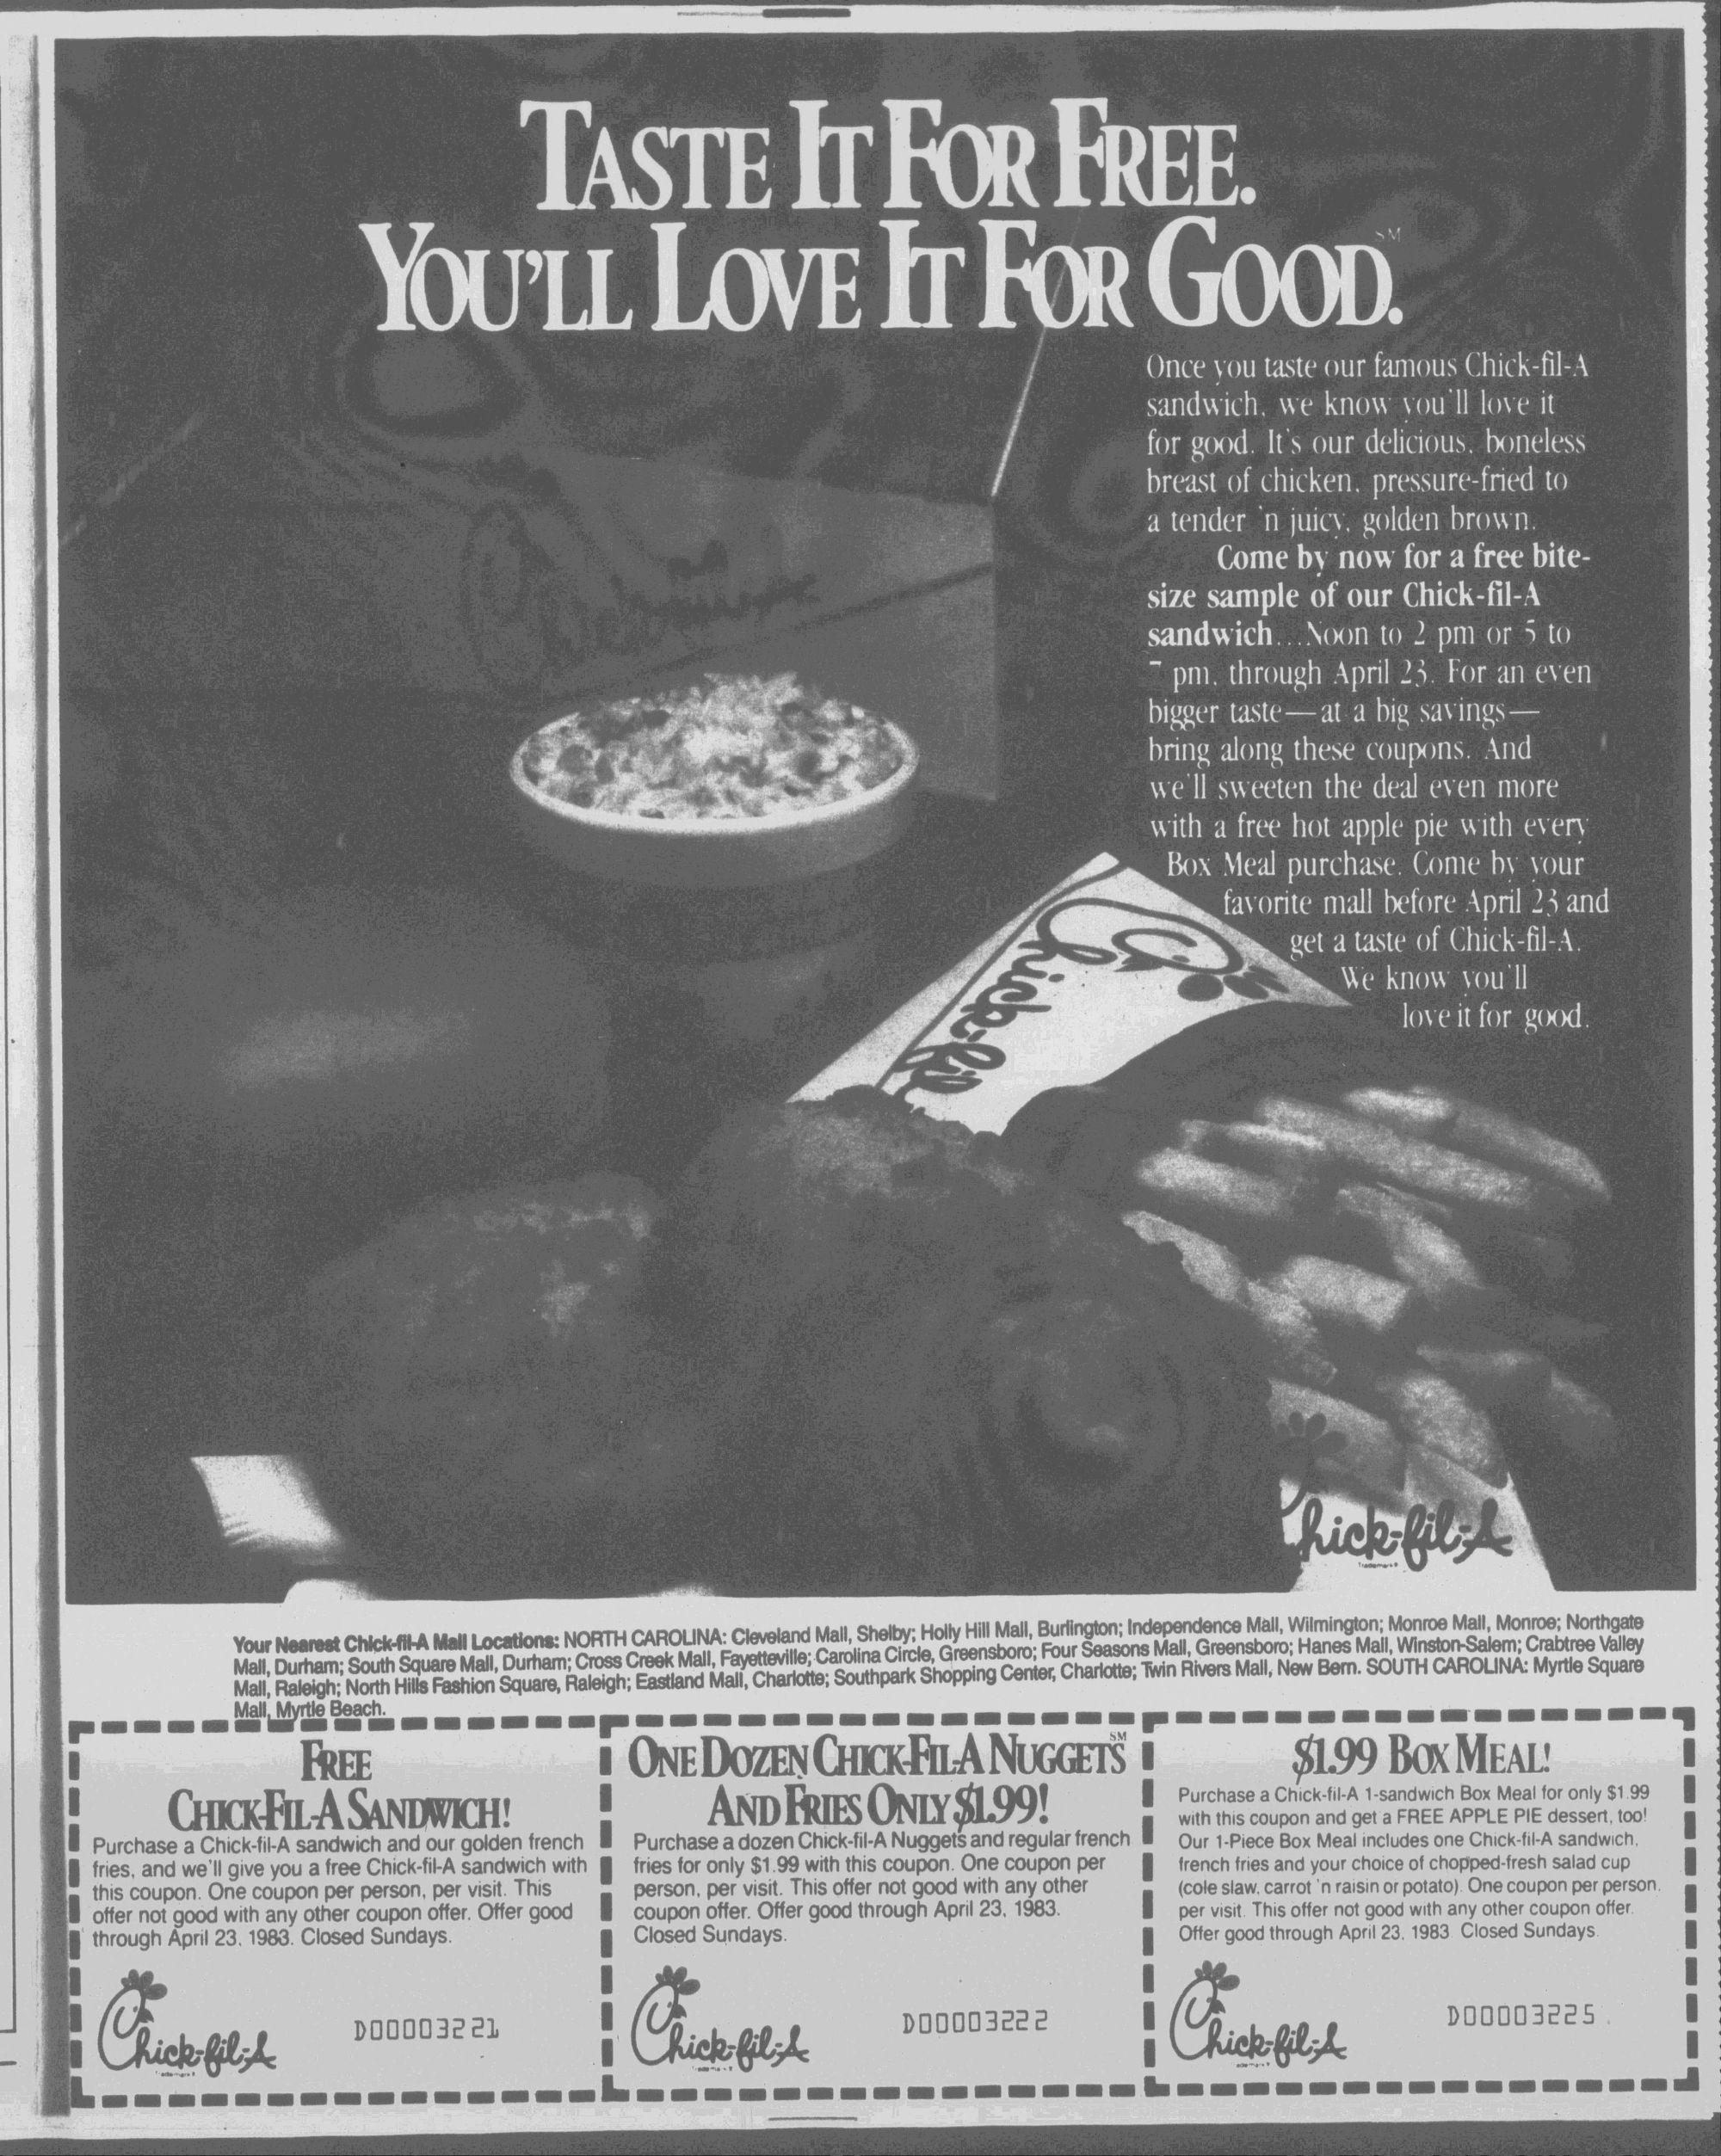 TASTE IT FOR FREE.
YOU'LL LOVE IT FOR GOOD.
SM
Once you taste our famous Chick-fil-A
sandwich, we know you'll love it
for good. It's our delicious, boneless
breast of chicken, pressure-fried to
a tender 'n juicy, golden brown.
Come by now for a free bite-
size sample of our Chick-fil-A
sandwich...Noon to 2 pm or 5 to
7 pm, through April 23. For an even
bigger taste—at a big savings—
bring along these coupons. And
we'll sweeten the deal even more
with a free hot apple pie with every
Box Meal purchase. Come by your
favorite mall before April 23 and
get a taste of Chick-fil-A.
We know you'll
love it for good.
Chick-fil
Chick-fil-A
Trademark®
Your Nearest Chick-fil-A Mall Locations: NORTH CAROLINA: Cleveland Mall, Shelby; Holly Hill Mall, Burlington; Independence Mall, Wilmington; Monroe Mall, Monroe; Northgate
Mall, Durham; South Square Mall, Durham; Cross Creek Mall, Fayetteville; Carolina Circle, Greensboro; Four Seasons Mall, Greensboro; Hanes Mall, Winston-Salem; Crabtree Valley
Mall, Raleigh; North Hills Fashion Square, Raleigh; Eastland Mall, Charlotte; Southpark Shopping Center, Charlotte; Twin Rivers Mall, New Bern. SOUTH CAROLINA: Myrtle Square
Mall, Myrtle Beach.
FREE
CHICK-FIL-A SANDWICH!
Purchase a Chick-fil-A sandwich and our golden french
fries, and we'll give you a free Chick-fil-A sandwich with
this coupon. One coupon per person, per visit. This
offer not good with any other coupon offer. Offer good
through April 23, 1983. Closed Sundays.
Chick-fil-A
D00003221
ONE DOZEN CHICK-FIL-A NUGGETS SM
AND FRIES ONLY $1.99!
Purchase a dozen Chick-fil-A Nuggets and regular french
fries for only $1.99 with this coupon. One coupon per
person, per visit. This offer not good with any other
coupon offer. Offer good through April 23, 1983.
Closed Sundays.
Chick-fil-A
D00003222
$1.99 BOX MEAL!
Purchase a Chick-fil-A 1-sandwich Box Meal for only $1.99
with this coupon and get a FREE APPLE PIE dessert, too!
Our 1-Piece Box Meal includes one Chick-fil-A sandwich,
french fries and your choice of chopped-fresh salad cup
(cole slaw, carrot 'n raisin or potato). One coupon per person,
per visit. This offer not good with any other coupon offer.
Offer good through April 23, 1983. Closed Sundays.
Chick-fil-A
D00003225